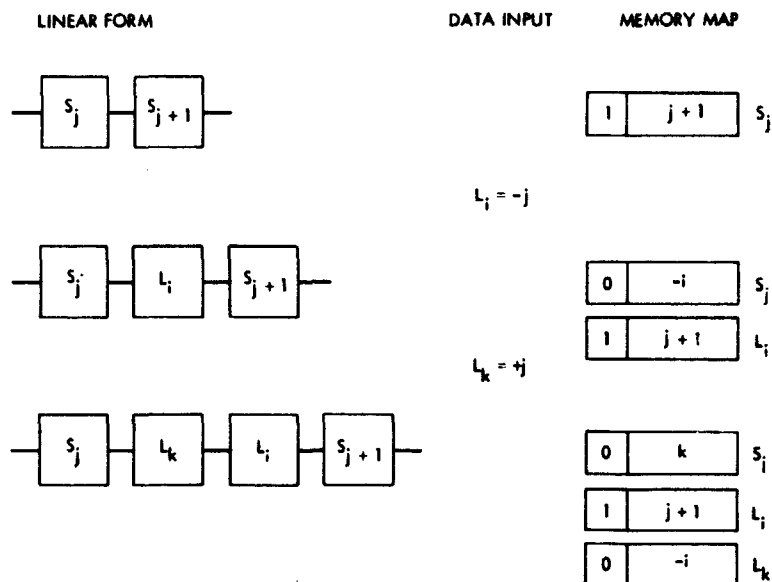 LINEAR FORM DATA INPUT MEMORY MAP
S_j S_j + 1 1 j + 1 S_j
L_i = -j
S_j L_i S_j + 1 0 -i S_j
1 j + 1 L_i
L_k = +j
S_j L_k L_i S_j + 1 0 k S_j
1 j + 1 L_i
0 -i L_k